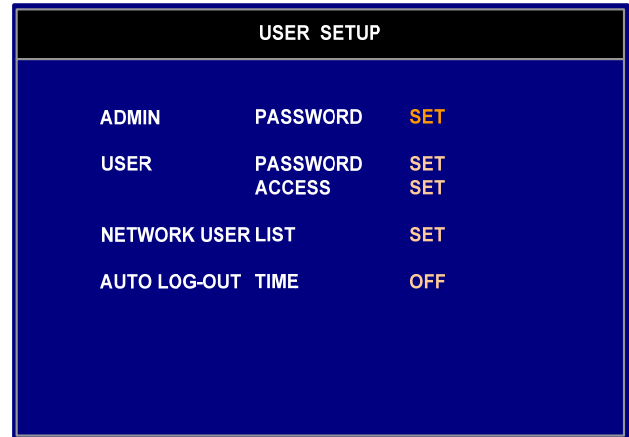 USER SETUP
ADMIN PASSWORD SET
USER PASSWORD SET
ACCESS SET
NETWORK USER LIST SET
AUTO LOG-OUT TIME OFF